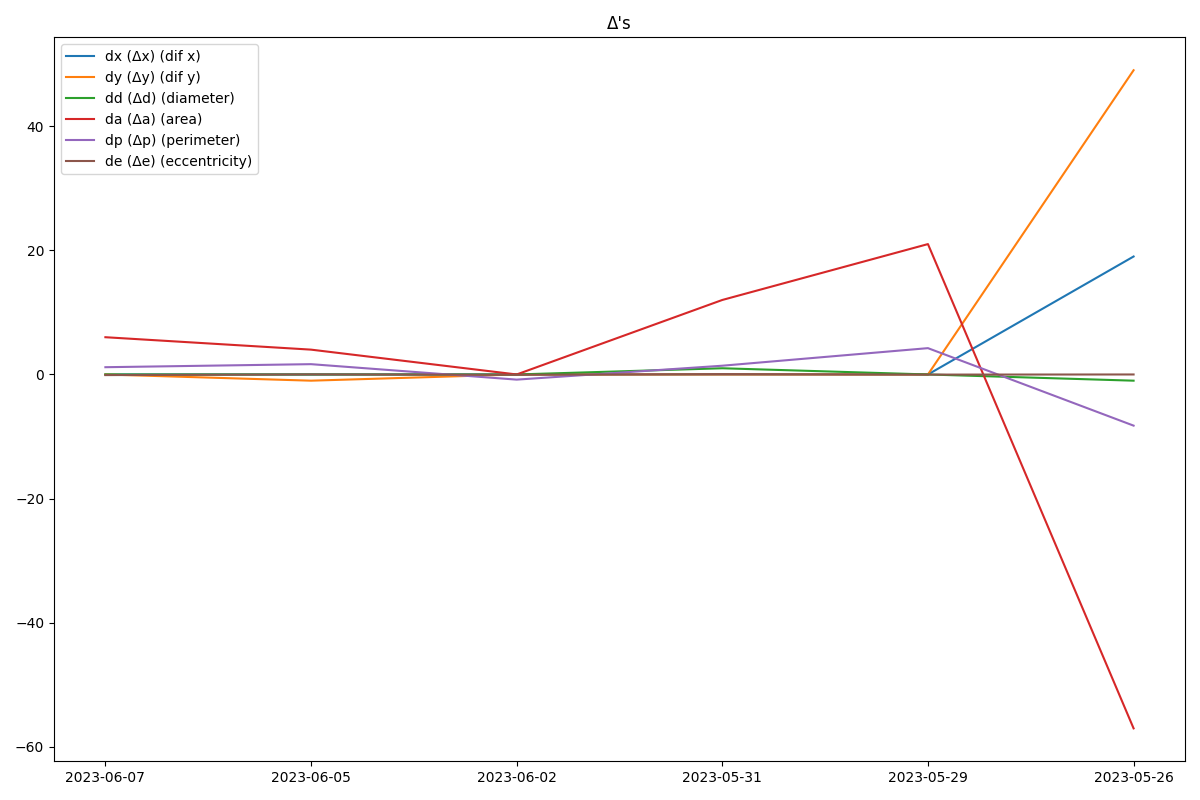 Δ's
dx (Δx) (dif x)
dy (Δy) (dif y)
dd (Δd) (diameter)
da (Δa) (area)
dp (Δp) (perimeter)
de (Δe) (eccentricity)
40
20
0
−20
−40
−60
2023-06-07 2023-06-05 2023-06-02 2023-05-31 2023-05-29 2023-05-26